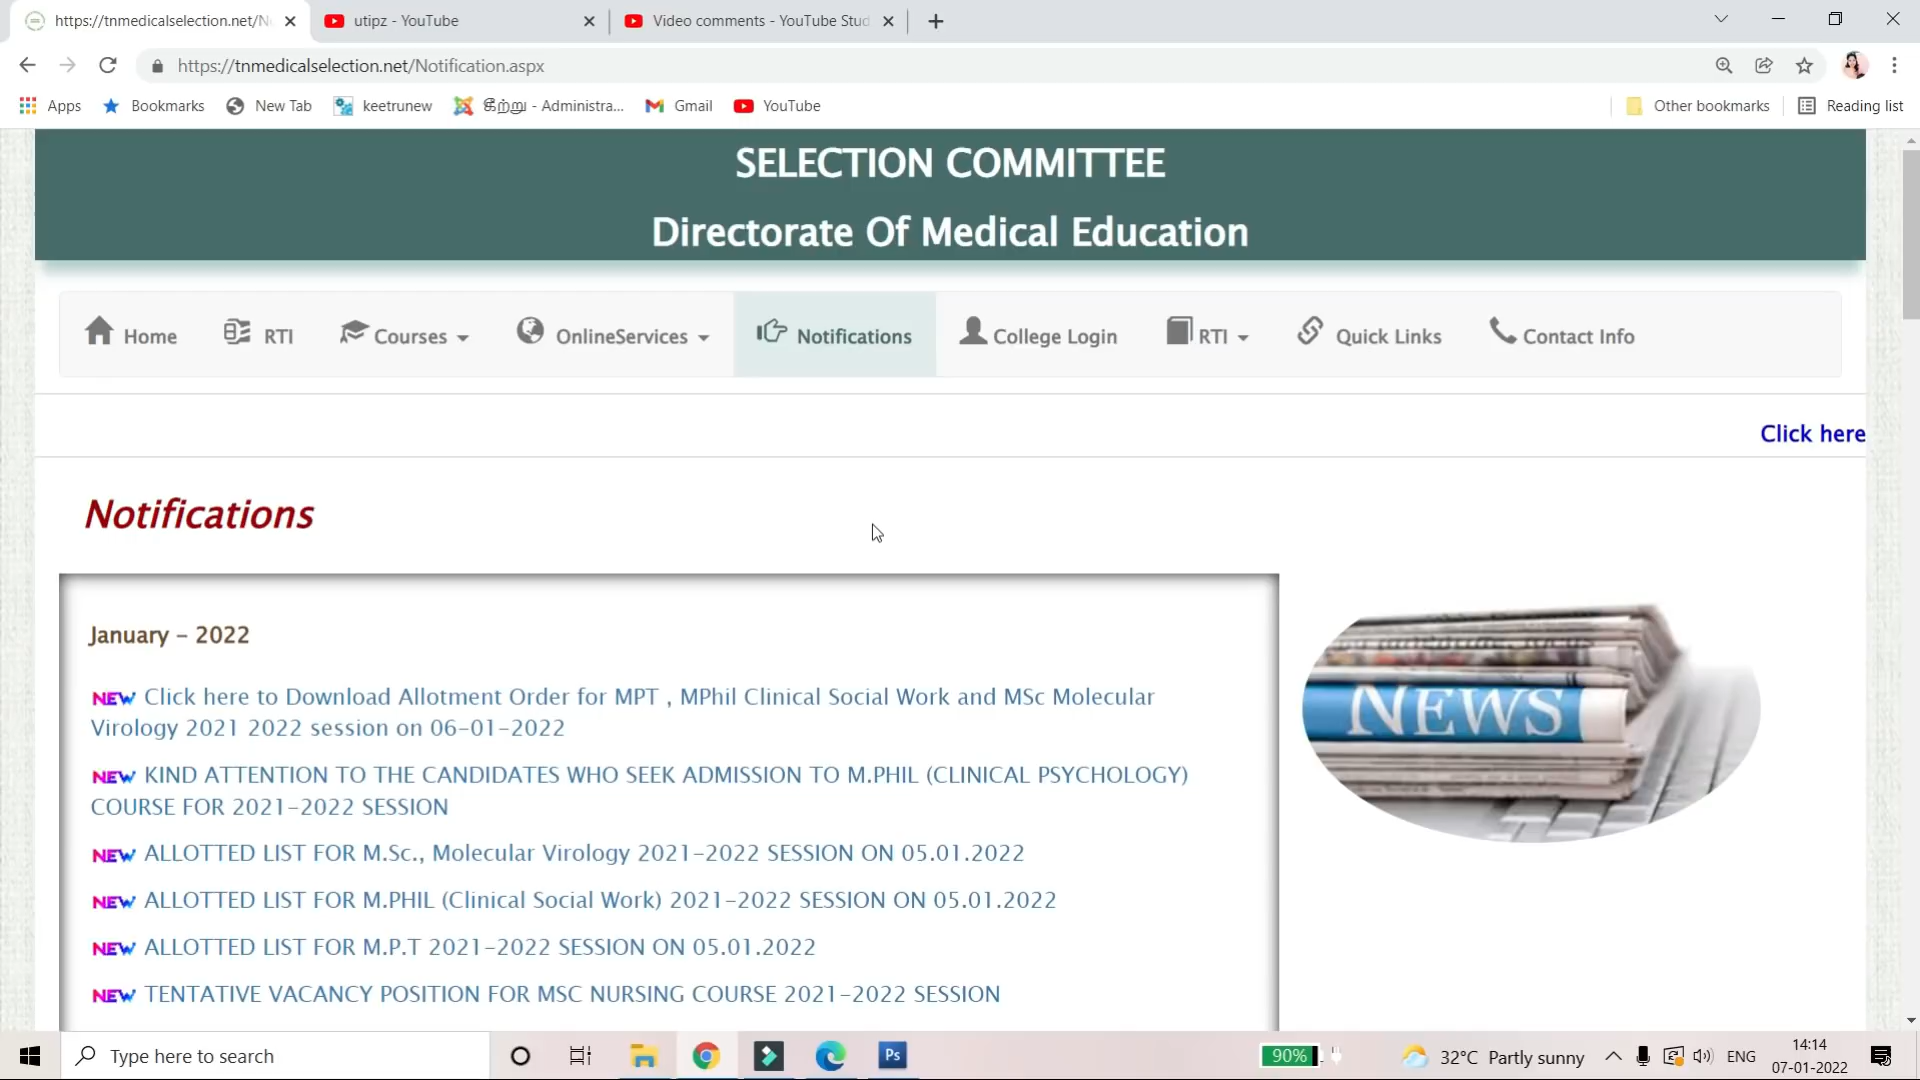 https://tnmedicalselection.net/N
utipz - YouTube
Video comments - YouTube Stud
https://tnmedicalselection.net/Notification.aspx
Apps
Bookmarks
New Tab
keetrunew
கீற்று - Administra...
Gmail
YouTube
Other bookmarks
Reading list
SELECTION COMMITTEE
Directorate Of Medical Education
Home
RTI
Courses
OnlineServices
Notifications
College Login
RTI
Quick Links
Contact Info
Click here
Notifications
January - 2022
NEW Click here to Download Allotment Order for MPT , MPhil Clinical Social Work and MSc Molecular
Virology 2021 2022 session on 06-01-2022
NEW KIND ATTENTION TO THE CANDIDATES WHO SEEK ADMISSION TO M.PHIL (CLINICAL PSYCHOLOGY)
COURSE FOR 2021-2022 SESSION
NEW ALLOTTED LIST FOR M.Sc., Molecular Virology 2021-2022 SESSION ON 05.01.2022
NEW ALLOTTED LIST FOR M.PHIL (Clinical Social Work) 2021-2022 SESSION ON 05.01.2022
NEW ALLOTTED LIST FOR M.P.T 2021-2022 SESSION ON 05.01.2022
NEW TENTATIVE VACANCY POSITION FOR MSC NURSING COURSE 2021-2022 SESSION
NEWS
Type here to search
Ps
90%
32°C Partly sunny
ENG
14:14
07-01-2022